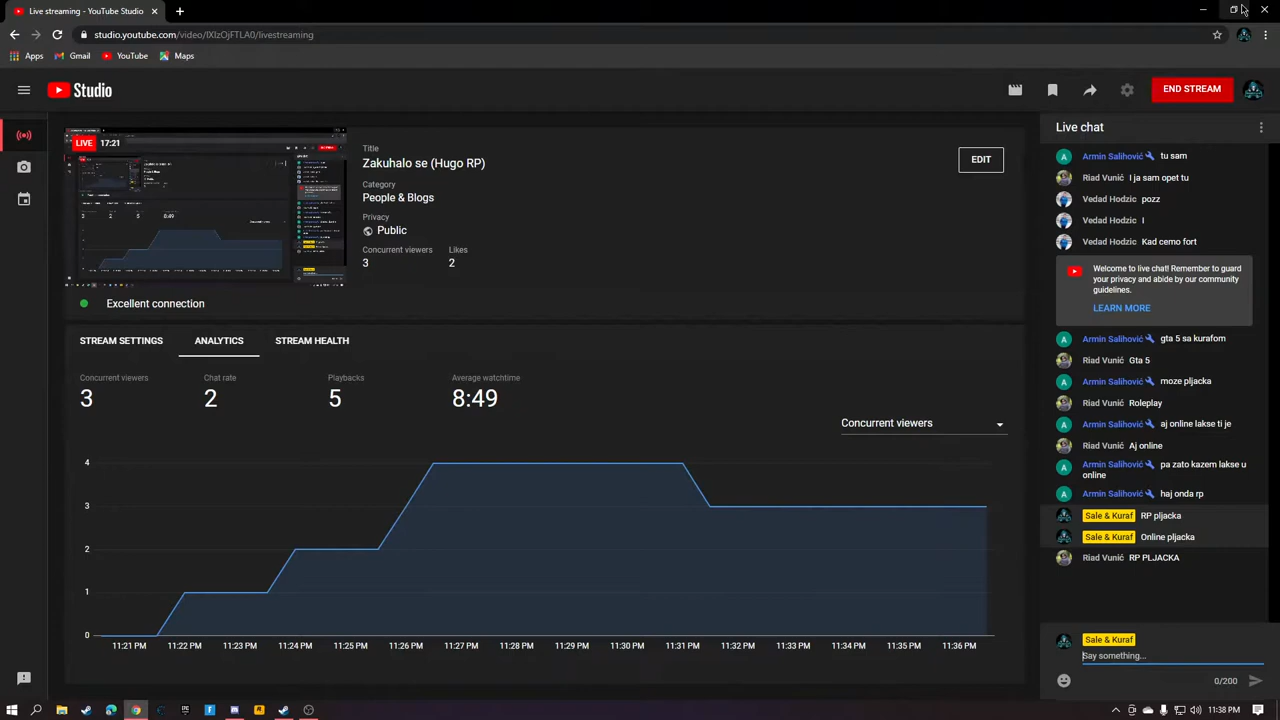 Live streaming - YouTube Studio
studio.youtube.com/video/IXIzOjFTLA0/livestreaming
Apps Gmail YouTube Maps
Studio
END STREAM
LIVE 17:21
Title
Zakuhalo se (Hugo RP)
Category
People & Blogs
Privacy
Public
Concurrent viewers Likes
3 2
EDIT
Excellent connection
STREAM SETTINGS ANALYTICS STREAM HEALTH
Concurrent viewers Chat rate Playbacks Average watchtime
3 2 5 8:49
Concurrent viewers
4
3
2
1
0
11:21 PM 11:22 PM 11:23 PM 11:24 PM 11:25 PM 11:26 PM 11:27 PM 11:28 PM 11:29 PM 11:30 PM 11:31 PM 11:32 PM 11:33 PM 11:34 PM 11:35 PM 11:36 PM
Live chat
A Armin Salihović tu sam
Riad Vunić I ja sam opet tu
Vedad Hodzic pozz
Vedad Hodzic I
Vedad Hodzic Kad cemo fort
Welcome to live chat! Remember to guard
your privacy and abide by our community
guidelines.
LEARN MORE
A Armin Salihović gta 5 sa kurafom
Riad Vunić Gta 5
A Armin Salihović moze pljacka
Riad Vunić Roleplay
A Armin Salihović aj online lakse ti je
Riad Vunić Aj online
A Armin Salihović pa zato kazem lakse u
online
A Armin Salihović haj onda rp
Sale & Kuraf RP pljacka
Sale & Kuraf Online pljacka
Riad Vunić RP PLJACKA
Sale & Kuraf
Say something...
0/200
11:38 PM